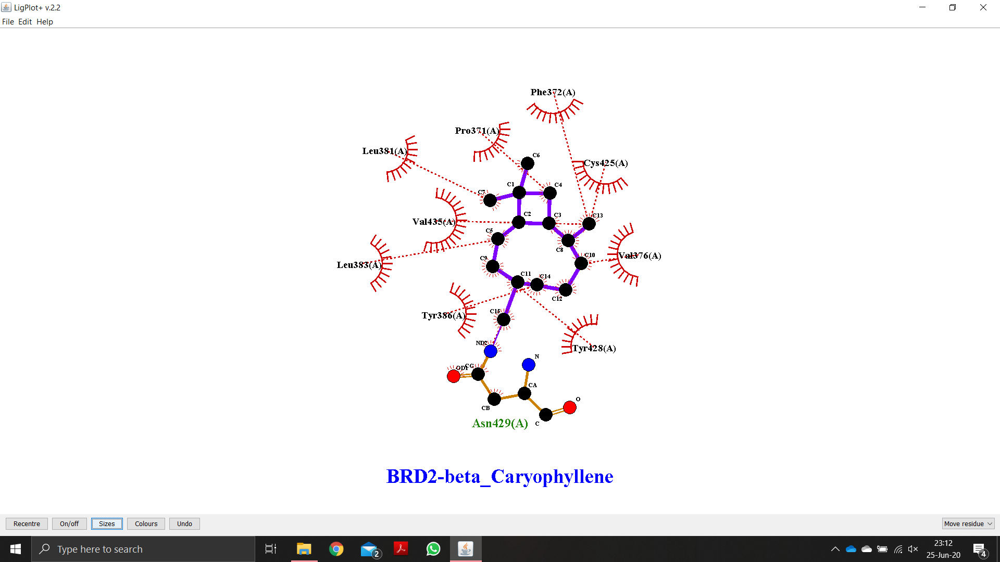 LigPlot+ v.2.2
File Edit Help
Phe372(A)
Pro371(A)
Leu381(A)
C6
Cys425(A)
C1
C4
C7
C2
C3
C13
Val435(A)
C5
C8
C10
Val376(A)
C9
Leu383(A)
C11
C14
C12
C15
Tyr386(A)
ND2
Tyr428(A)
N
OD1
CG
CA
O
CB
C
Asn429(A)
BRD2-beta_Caryophyllene
Recentre On/off Sizes Colours Undo Move residue
Type here to search
2
23:12
25-Jun-20
4